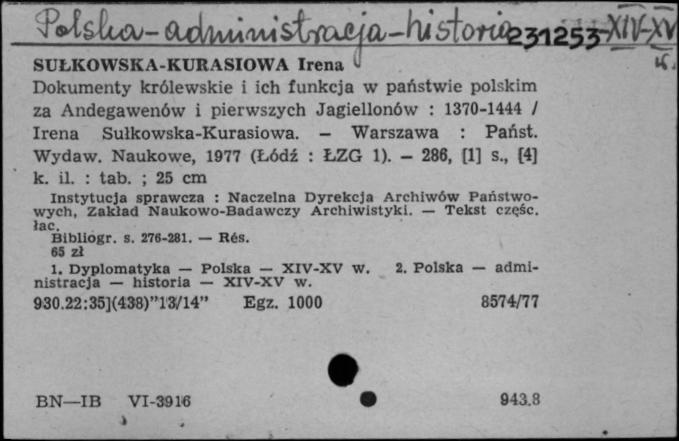 Polska-administracja-historia 231253 XIV-XV
w.
SUŁKOWSKA-KURASIOWA Irena
Dokumenty królewskie i ich funkcja w państwie polskim
za Andegawenów i pierwszych Jagiellonów : 1370-1444 /
Irena Sułkowska-Kurasiowa. — Warszawa : Państ.
Wydaw. Naukowe, 1977 (Łódź : ŁZG 1). — 286, [1] s., [4]
k. il. : tab. ; 25 cm
Instytucja sprawcza : Naczelna Dyrekcja Archiwów Państwo-
wych, Zakład Naukowo-Badawczy Archiwistyki. — Tekst częśc.
łac.
Bibliogr. s. 276-281. — Rés.
65 zł
1. Dyplomatyka — Polska — XIV-XV w. 2. Polska — admi-
nistracja — historia — XIV-XV w.
930.22:35](438)”13/14” Egz. 1000 8574/77
BN—IB VI-3916 943.8